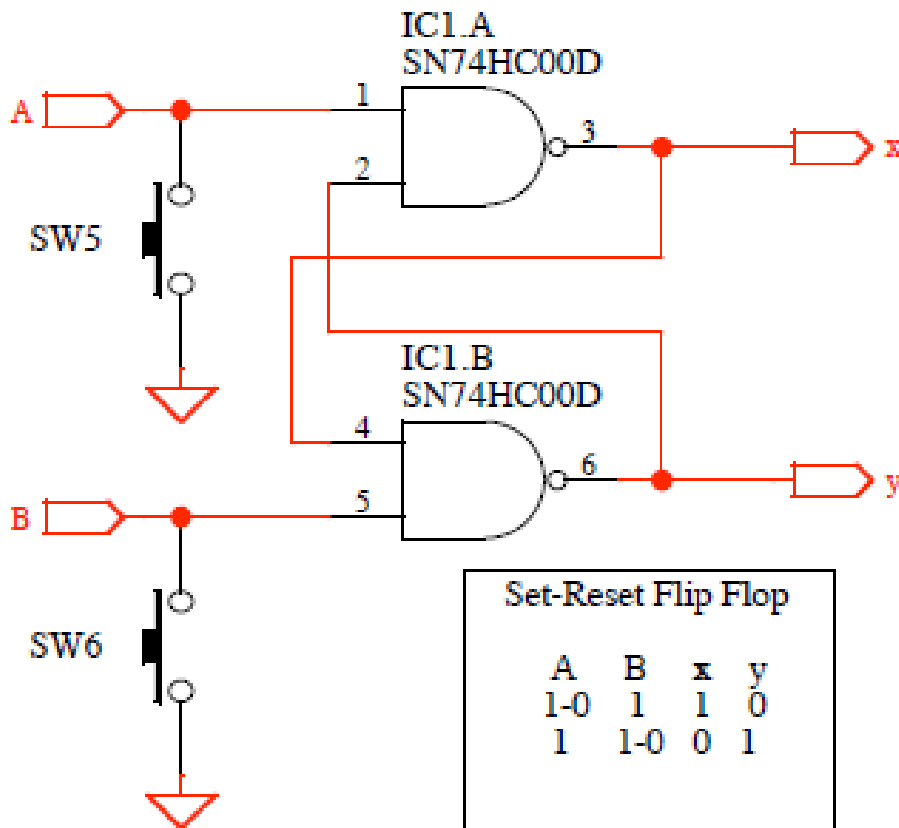 IC1.A
SN74HC00D
A
1
3
x
2
SW5
IC1.B
SN74HC00D
4
6
y
B
5
SW6
Set-Reset Flip Flop
A B x y
1-0 1 1 0
1 1-0 0 1